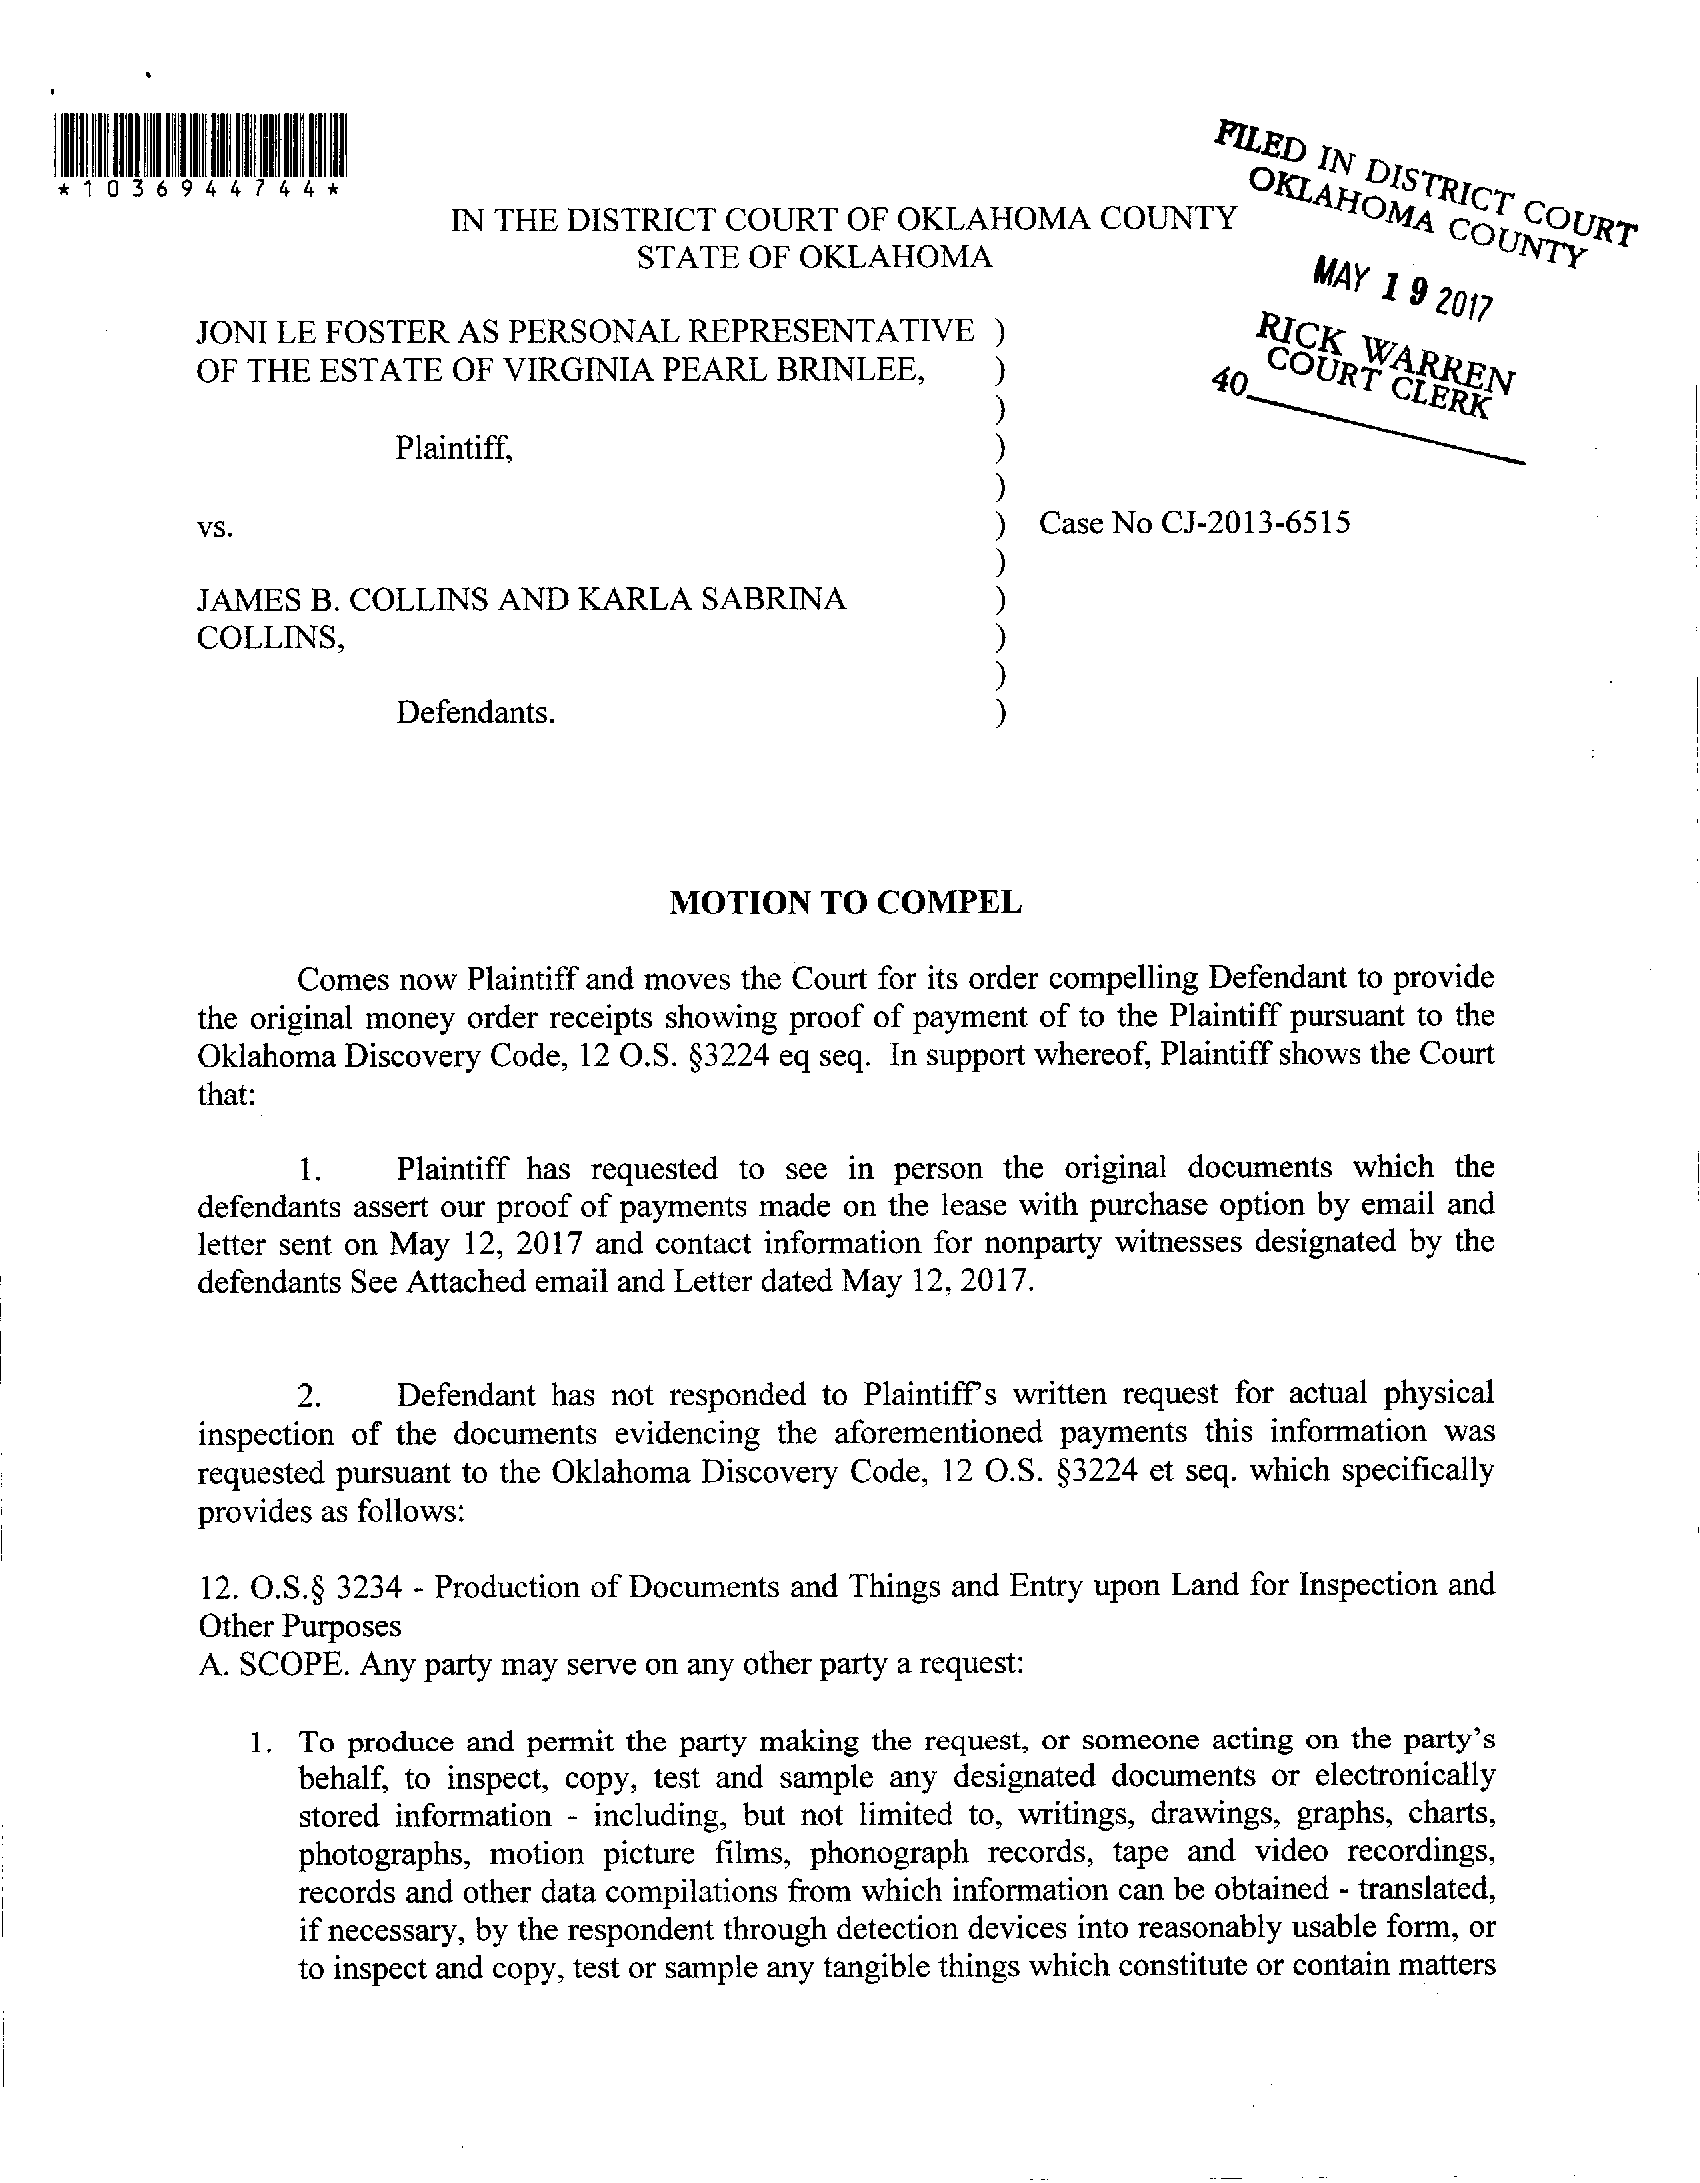 *1036944744*
FILED IN DISTRICT COURT
OKLAHOMA COUNTY
MAY 19 2017
RICK WARREN
COURT CLERK
40
IN THE DISTRICT COURT OF OKLAHOMA COUNTY
STATE OF OKLAHOMA
JONI LE FOSTER AS PERSONAL REPRESENTATIVE )
OF THE ESTATE OF VIRGINIA PEARL BRINLEE, )
)
Plaintiff, )
)
vs. ) Case No CJ-2013-6515
)
JAMES B. COLLINS AND KARLA SABRINA )
COLLINS, )
)
Defendants. )
MOTION TO COMPEL
Comes now Plaintiff and moves the Court for its order compelling Defendant to provide
the original money order receipts showing proof of payment of to the Plaintiff pursuant to the
Oklahoma Discovery Code, 12 O.S. §3224 eq seq. In support whereof, Plaintiff shows the Court
that:
1. Plaintiff has requested to see in person the original documents which the
defendants assert our proof of payments made on the lease with purchase option by email and
letter sent on May 12, 2017 and contact information for nonparty witnesses designated by the
defendants See Attached email and Letter dated May 12, 2017.
2. Defendant has not responded to Plaintiff's written request for actual physical
inspection of the documents evidencing the aforementioned payments this information was
requested pursuant to the Oklahoma Discovery Code, 12 O.S. §3224 et seq. which specifically
provides as follows:
12. O.S.§ 3234 - Production of Documents and Things and Entry upon Land for Inspection and
Other Purposes
A. SCOPE. Any party may serve on any other party a request:
1. To produce and permit the party making the request, or someone acting on the party's
behalf, to inspect, copy, test and sample any designated documents or electronically
stored information - including, but not limited to, writings, drawings, graphs, charts,
photographs, motion picture films, phonograph records, tape and video recordings,
records and other data compilations from which information can be obtained - translated,
if necessary, by the respondent through detection devices into reasonably usable form, or
to inspect and copy, test or sample any tangible things which constitute or contain matters